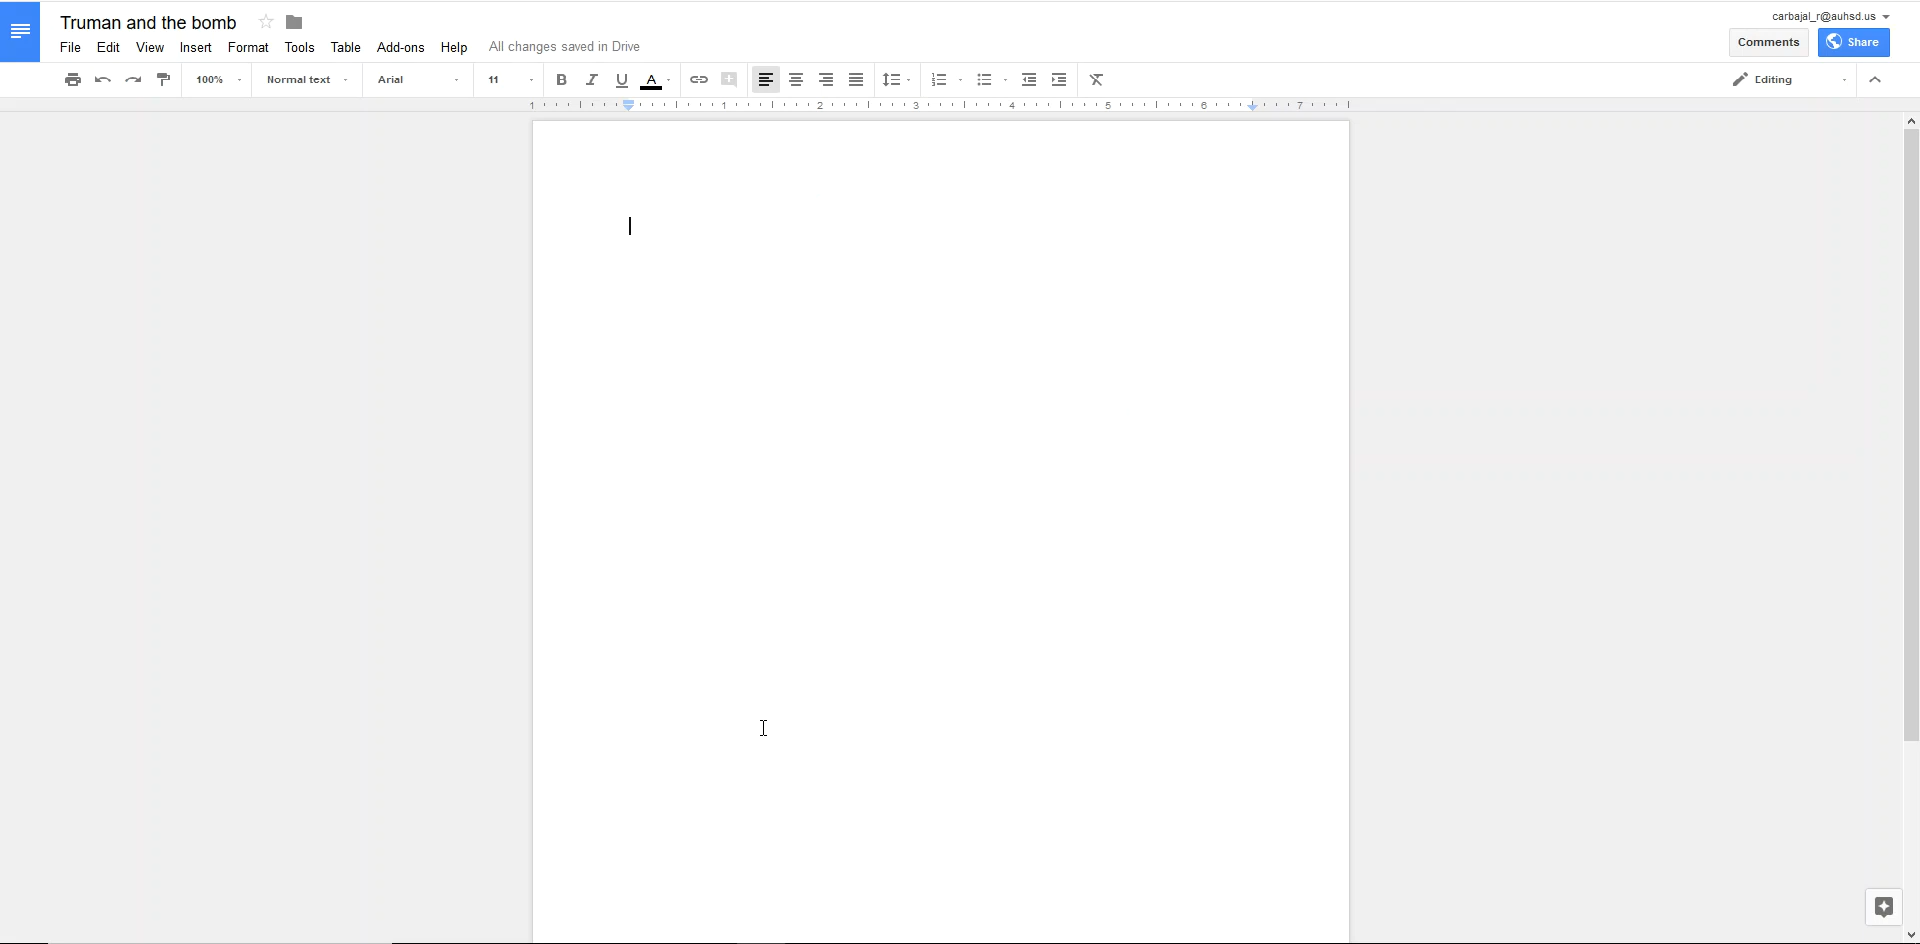 Truman and the bomb
carbajal_r@auhsd.us
File Edit View Insert Format Tools Table Add-ons Help All changes saved in Drive
Comments Share
100% Normal text Arial 11 B I U A Editing
1 1 2 3 4 5 6 7